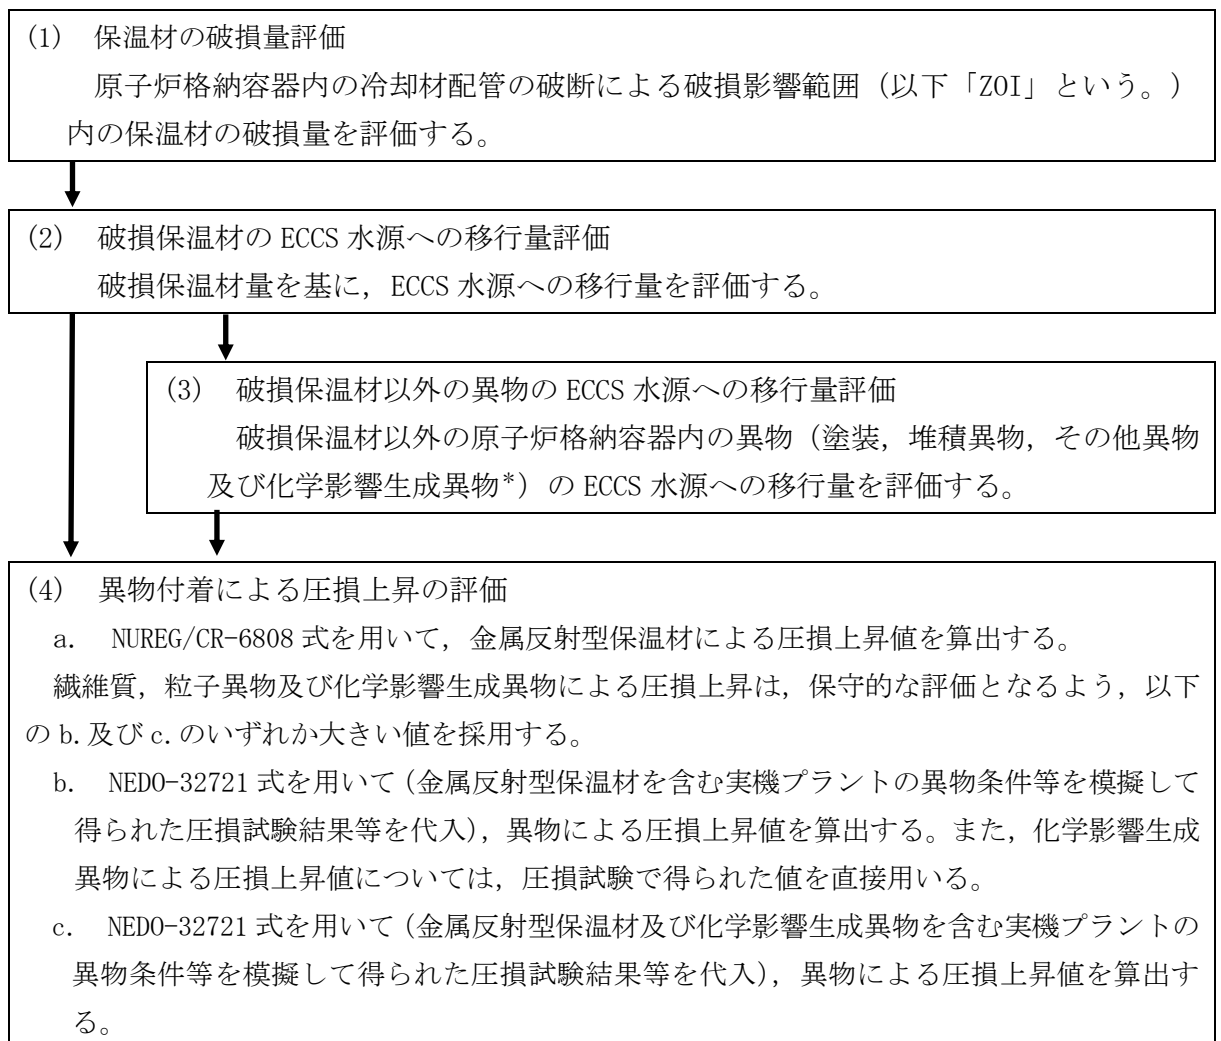 (1) 保温材の破損量評価
原子炉格納容器内の冷却材配管の破断による破損影響範囲（以下「ZOI」という。）
内の保温材の破損量を評価する。
(2) 破損保温材の ECCS 水源への移行量評価
破損保温材量を基に，ECCS 水源への移行量を評価する。
(3) 破損保温材以外の異物の ECCS 水源への移行量評価
破損保温材以外の原子炉格納容器内の異物（塗装，堆積異物，その他異物
及び化学影響生成異物*）の ECCS 水源への移行量を評価する。
(4) 異物付着による圧損上昇の評価
a. NUREG/CR-6808 式を用いて，金属反射型保温材による圧損上昇値を算出する。
繊維質，粒子異物及び化学影響生成異物による圧損上昇は，保守的な評価となるよう，以下
の b.及び c.のいずれか大きい値を採用する。
b. NEDO-32721 式を用いて（金属反射型保温材を含む実機プラントの異物条件等を模擬して
得られた圧損試験結果等を代入），異物による圧損上昇値を算出する。また，化学影響生成
異物による圧損上昇値については，圧損試験で得られた値を直接用いる。
c. NEDO-32721 式を用いて（金属反射型保温材及び化学影響生成異物を含む実機プラントの
異物条件等を模擬して得られた圧損試験結果等を代入），異物による圧損上昇値を算出す
る。